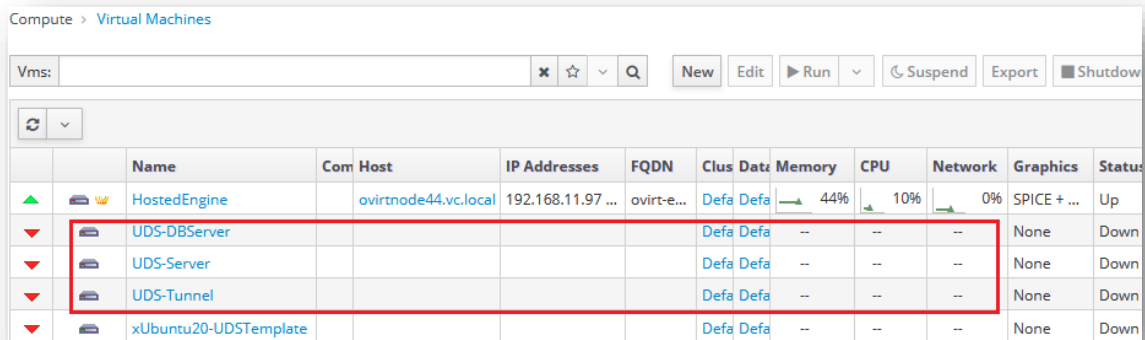 Compute > Virtual Machines
Vms: New Edit Run Suspend Export Shutdow
Name Com Host IP Addresses FQDN Clus Data Memory CPU Network Graphics Status
HostedEngine ovirtnode44.vc.local 192.168.11.97 ... ovirt-e... Defa Defa 44% 10% 0% SPICE + ... Up
UDS-DBServer Defa Defa -- -- -- None Down
UDS-Server Defa Defa -- -- -- None Down
UDS-Tunnel Defa Defa -- -- -- None Down
xUbuntu20-UDSTemplate Defa Defa -- -- -- None Down